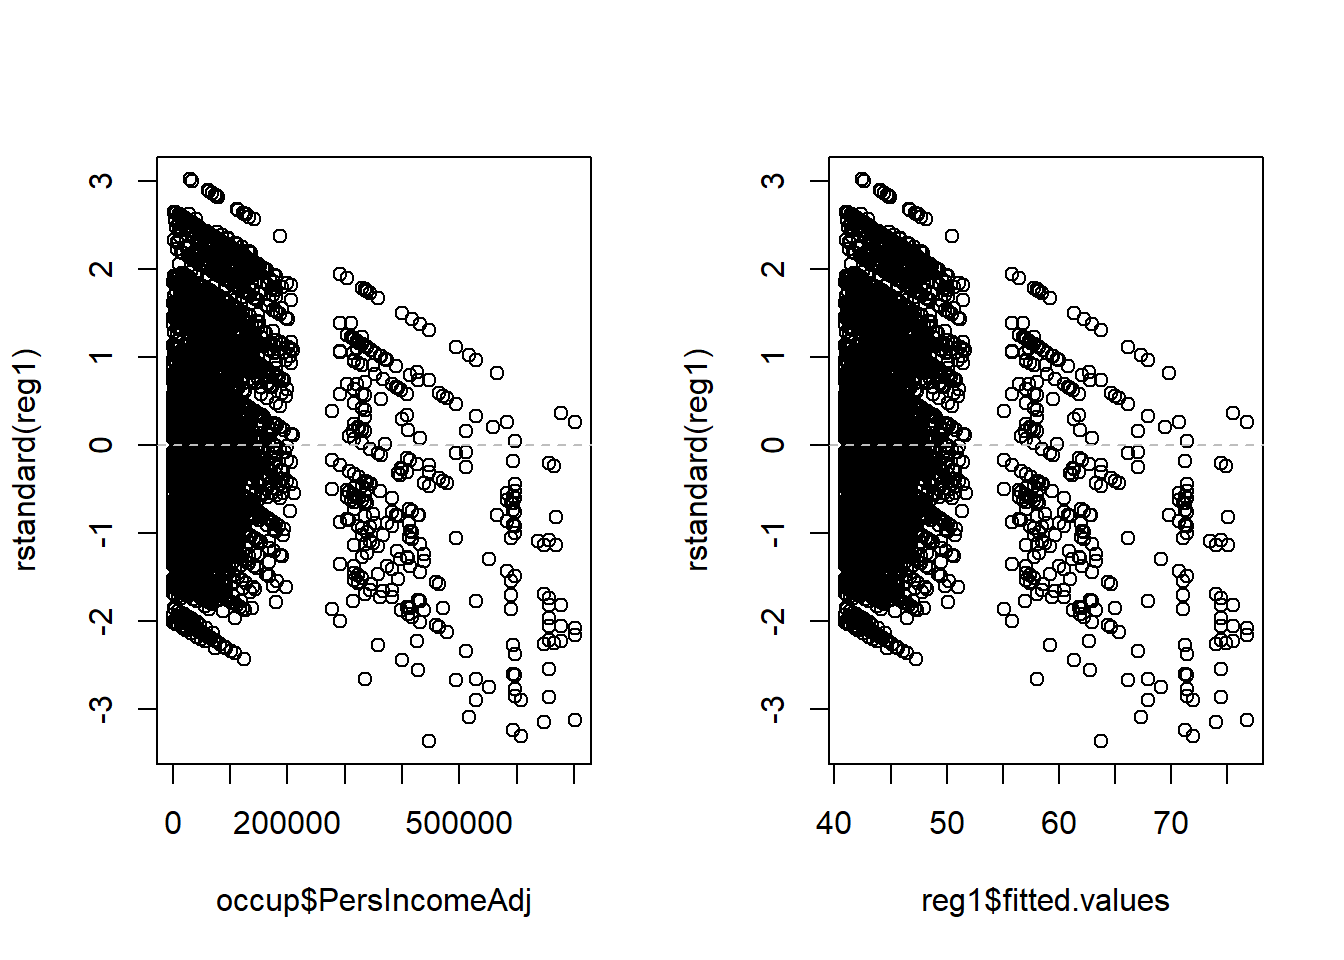 rstandard(reg1)
3
2
1
0
-1
-2
-3
0 200000 500000
occup$PersIncomeAdj
rstandard(reg1)
3
2
1
0
-1
-2
-3
40 50 60 70
reg1$fitted.values